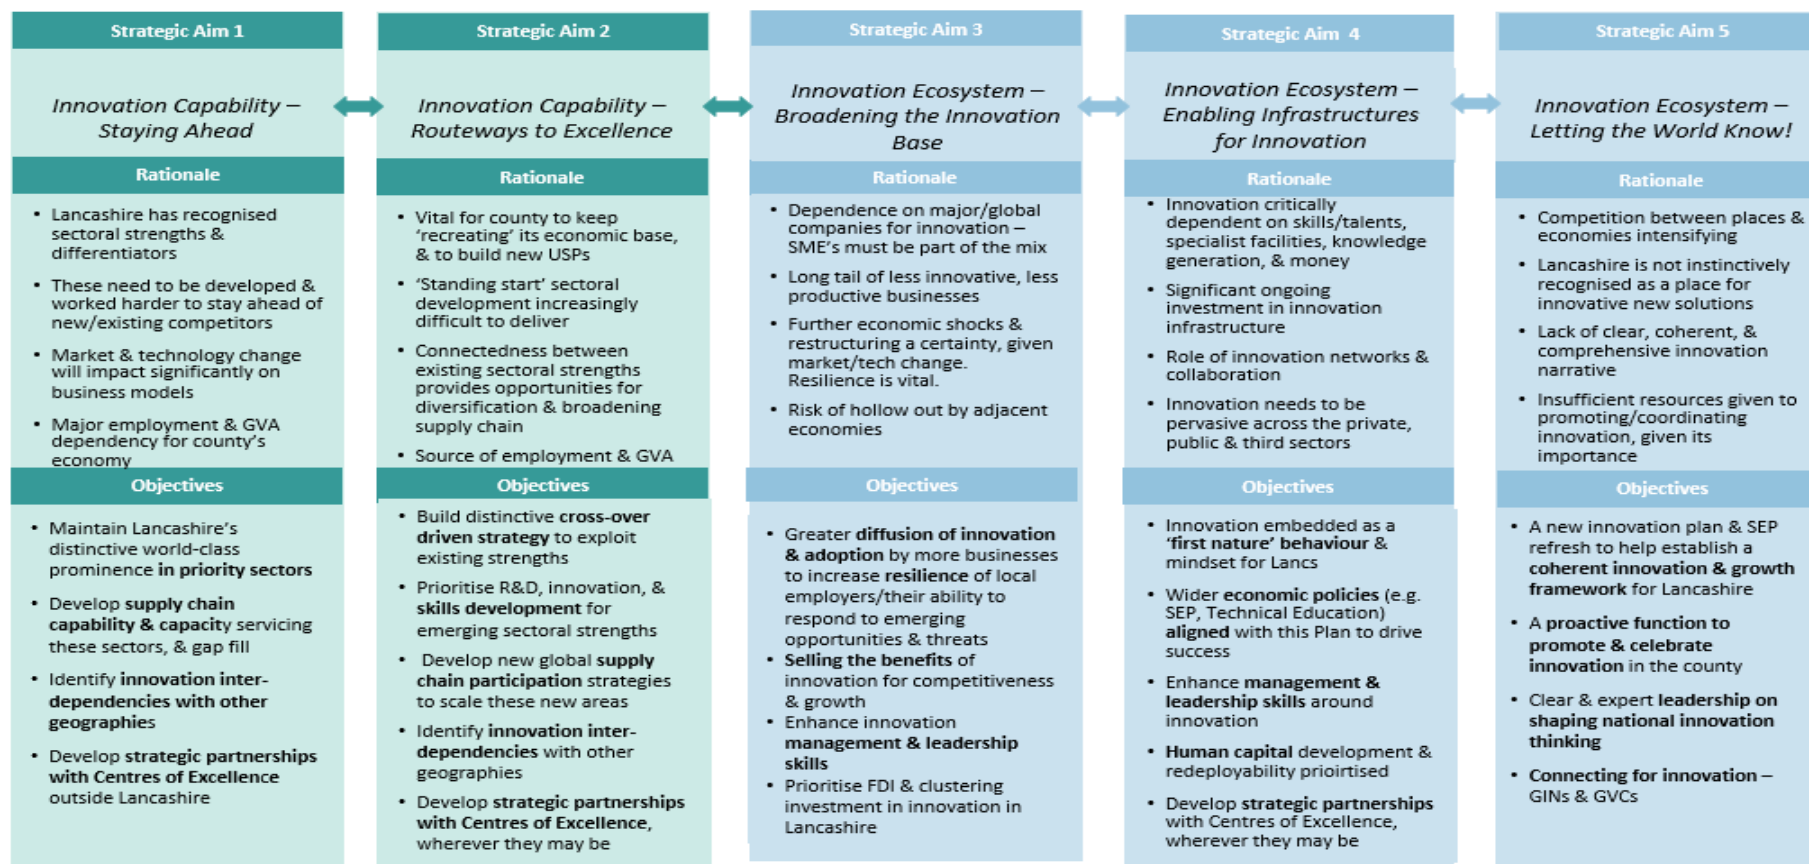 Strategic Aim 1
Innovation Capability –
Staying Ahead
Rationale
• Lancashire has recognised
sectoral strengths &
differentiators
• These need to be developed &
worked harder to stay ahead of
new/existing competitors
• Market & technology change
will impact significantly on
business models
• Major employment & GVA
dependency for county's
economy
Objectives
• Maintain Lancashire's
distinctive world-class
prominence in priority sectors
• Develop supply chain
capability & capacity servicing
these sectors, & gap fill
• Identify innovation inter-
dependencies with other
geographies
• Develop strategic partnerships
with Centres of Excellence
outside Lancashire
Strategic Aim 2
Innovation Capability –
Routeways to Excellence
Rationale
• Vital for county to keep
'recreating' its economic base,
& to build new USPs
• 'Standing start' sectoral
development increasingly
difficult to deliver
• Connectedness between
existing sectoral strengths
provides opportunities for
diversification & broadening
supply chain
• Source of employment & GVA
Objectives
• Build distinctive cross-over
driven strategy to exploit
existing strengths
• Prioritise R&D, innovation, &
skills development for
emerging sectoral strengths
• Develop new global supply
chain participation strategies
to scale these new areas
• Identify innovation inter-
dependencies with other
geographies
• Develop strategic partnerships
with Centres of Excellence,
wherever they may be
Strategic Aim 3
Innovation Ecosystem –
Broadening the Innovation
Base
Rationale
• Dependence on major/global
companies for innovation –
SME's must be part of the mix
• Long tail of less innovative, less
productive businesses
• Further economic shocks &
restructuring a certainty, given
market/tech change.
Resilience is vital.
• Risk of hollow out by adjacent
economies
Objectives
• Greater diffusion of innovation
& adoption by more businesses
to increase resilience of local
employers/their ability to
respond to emerging
opportunities & threats
• Selling the benefits of
innovation for competitiveness
& growth
• Enhance innovation
management & leadership
skills
• Prioritise FDI & clustering
investment in innovation in
Lancashire
Strategic Aim 4
Innovation Ecosystem –
Enabling Infrastructures
for Innovation
Rationale
• Innovation critically
dependent on skills/talents,
specialist facilities, knowledge
generation, & money
• Significant ongoing
investment in innovation
infrastructure
• Role of innovation networks &
collaboration
• Innovation needs to be
pervasive across the private,
public & third sectors
Objectives
• Innovation embedded as a
'first nature' behaviour &
mindset for Lancs
• Wider economic policies (e.g.
SEP, Technical Education)
aligned with this Plan to drive
success
• Enhance management &
leadership skills around
innovation
• Human capital development &
redeployability prioirtised
• Develop strategic partnerships
with Centres of Excellence,
wherever they may be
Strategic Aim 5
Innovation Ecosystem –
Letting the World Know!
Rationale
• Competition between places &
economies intensifying
• Lancashire is not instinctively
recognised as a place for
innovative new solutions
• Lack of clear, coherent, &
comprehensive innovation
narrative
• Insufficient resources given to
promoting/coordinating
innovation, given its
importance
Objectives
• A new innovation plan & SEP
refresh to help establish a
coherent innovation & growth
framework for Lancashire
• A proactive function to
promote & celebrate
innovation in the county
• Clear & expert leadership on
shaping national innovation
thinking
• Connecting for innovation –
GINs & GVCs